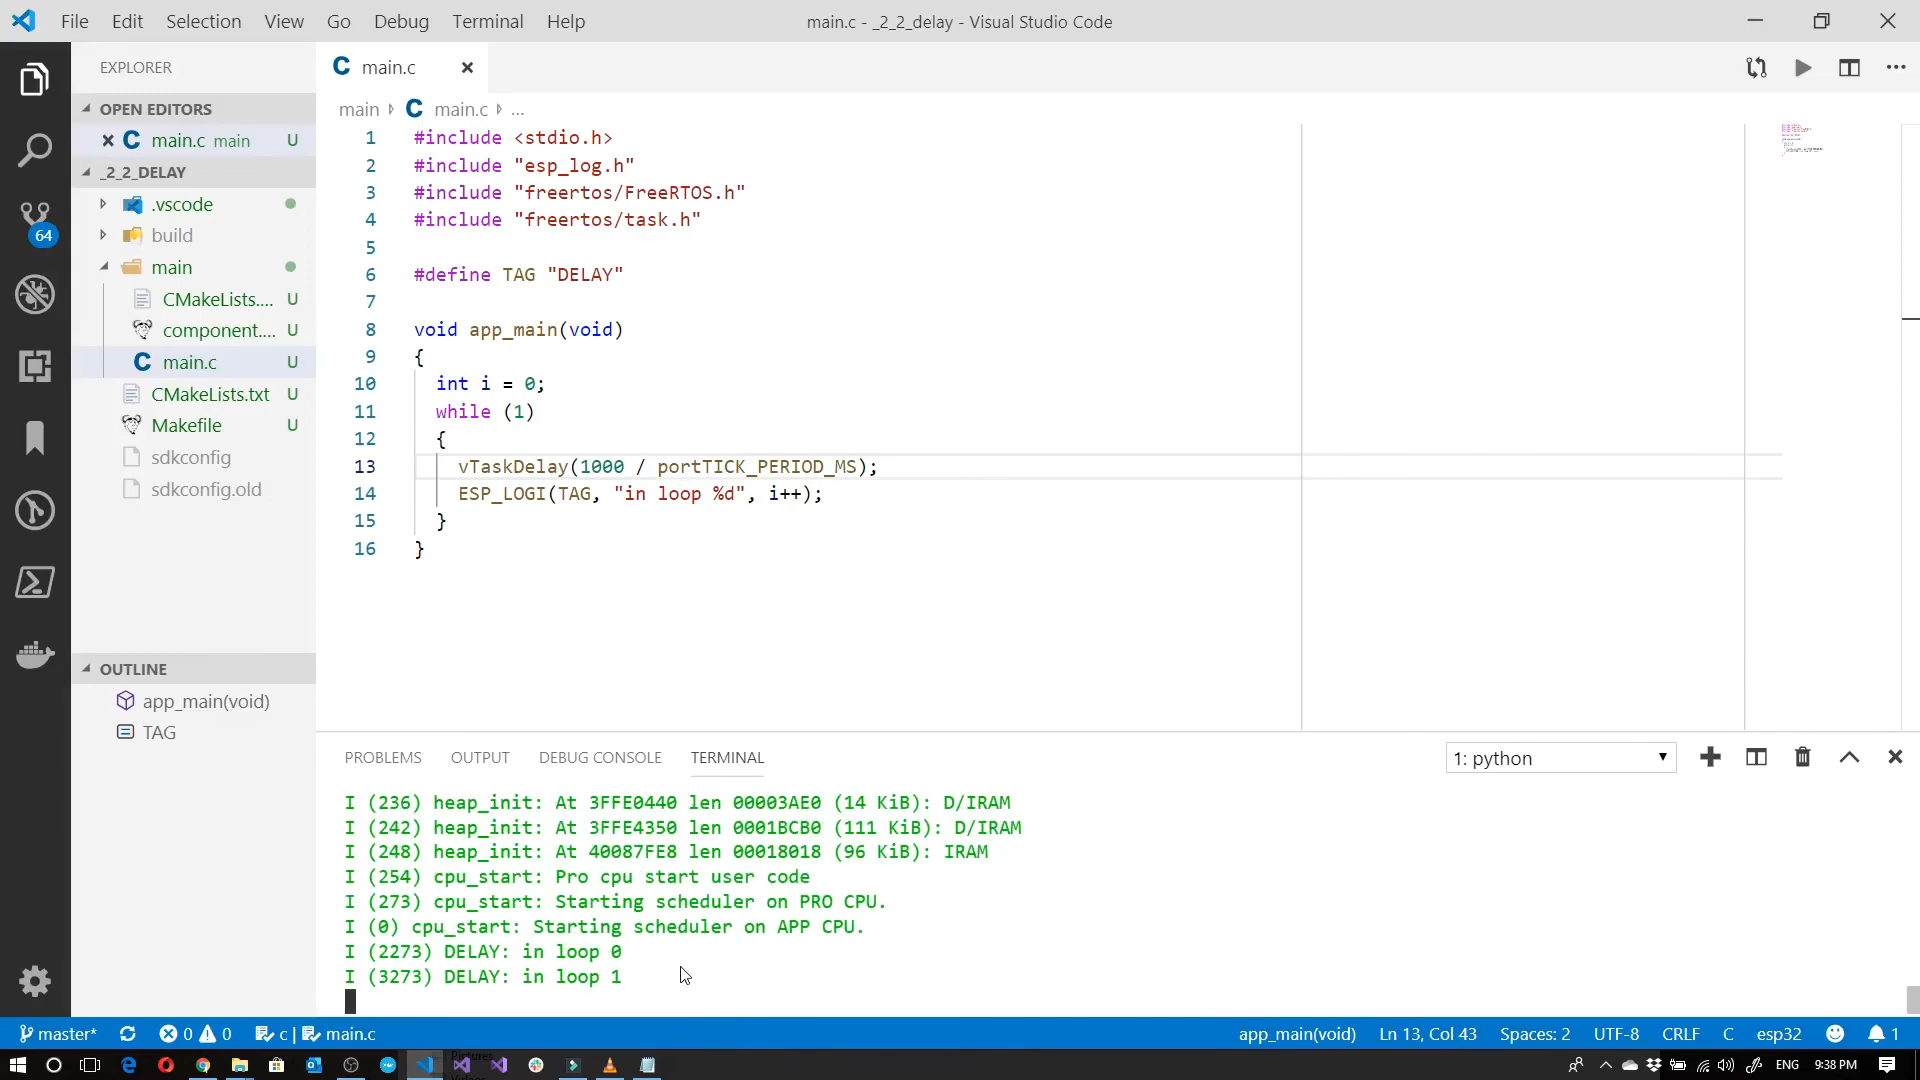 File Edit Selection View Go Debug Terminal Help
main.c - _2_2_delay - Visual Studio Code
EXPLORER
OPEN EDITORS
main.c main U
_2_2_DELAY
.vscode
build
main
CMakeLists.... U
component.... U
main.c U
CMakeLists.txt U
Makefile U
sdkconfig
sdkconfig.old
OUTLINE
app_main(void)
TAG
64
C main.c
main C main.c ...
1 #include <stdio.h>
2 #include "esp_log.h"
3 #include "freertos/FreeRTOS.h"
4 #include "freertos/task.h"
5
6 #define TAG "DELAY"
7
8 void app_main(void)
9 {
10 int i = 0;
11 while (1)
12 {
13 vTaskDelay(1000 / portTICK_PERIOD_MS);
14 ESP_LOGI(TAG, "in loop %d", i++);
15 }
16 }
PROBLEMS OUTPUT DEBUG CONSOLE TERMINAL
1: python
I (236) heap_init: At 3FFE0440 len 00003AE0 (14 KiB): D/IRAM
I (242) heap_init: At 3FFE4350 len 0001BCB0 (111 KiB): D/IRAM
I (248) heap_init: At 40087FE8 len 00018018 (96 KiB): IRAM
I (254) cpu_start: Pro cpu start user code
I (273) cpu_start: Starting scheduler on PRO CPU.
I (0) cpu_start: Starting scheduler on APP CPU.
I (2273) DELAY: in loop 0
I (3273) DELAY: in loop 1
master* 0 0 c | main.c app_main(void) Ln 13, Col 43 Spaces: 2 UTF-8 CRLF C esp32 1
Pictures
ENG 9:38 PM